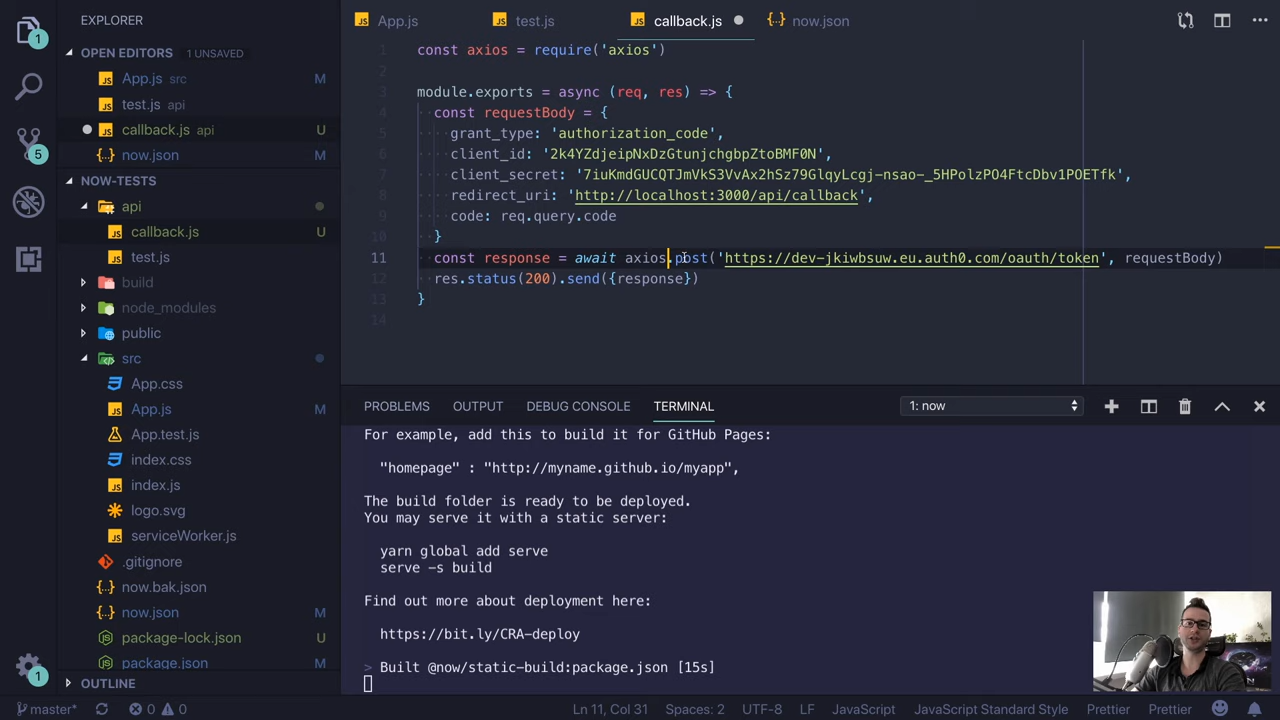 EXPLORER
OPEN EDITORS 1 UNSAVED
App.js src M
test.js api
callback.js api U
now.json M
NOW-TESTS
api
callback.js U
test.js
build
node_modules
public
src
App.css
App.js M
App.test.js
index.css
index.js
logo.svg
serviceWorker.js
.gitignore
now.bak.json U
now.json M
package-lock.json U
package.json M
OUTLINE
1
5
1
App.js
test.js
callback.js
now.json
1 const axios = require('axios')
2
3 module.exports = async (req, res) => {
4 const requestBody = {
5 grant_type: 'authorization_code',
6 client_id: '2k4YZdjeipNxDzGtunjchgbpZtoBMF0N',
7 client_secret: '7iuKmdGUCQTJmVkS3VvAx2hSz79GlqyLcgj-nsao-_5HPolzPO4FtcDbv1POETfk',
8 redirect_uri: 'http://localhost:3000/api/callback',
9 code: req.query.code
10 }
11 const response = await axios.post('https://dev-jkiwbsuw.eu.auth0.com/oauth/token', requestBody)
12 res.status(200).send({response})
13 }
14
PROBLEMS OUTPUT DEBUG CONSOLE TERMINAL 1: now
For example, add this to build it for GitHub Pages:
"homepage" : "http://myname.github.io/myapp",
The build folder is ready to be deployed.
You may serve it with a static server:
yarn global add serve
serve -s build
Find out more about deployment here:
https://bit.ly/CRA-deploy
> Built @now/static-build:package.json [15s]
master* 0 0 Ln 11, Col 31 Spaces: 2 UTF-8 LF JavaScript JavaScript Standard Style Prettier Prettier